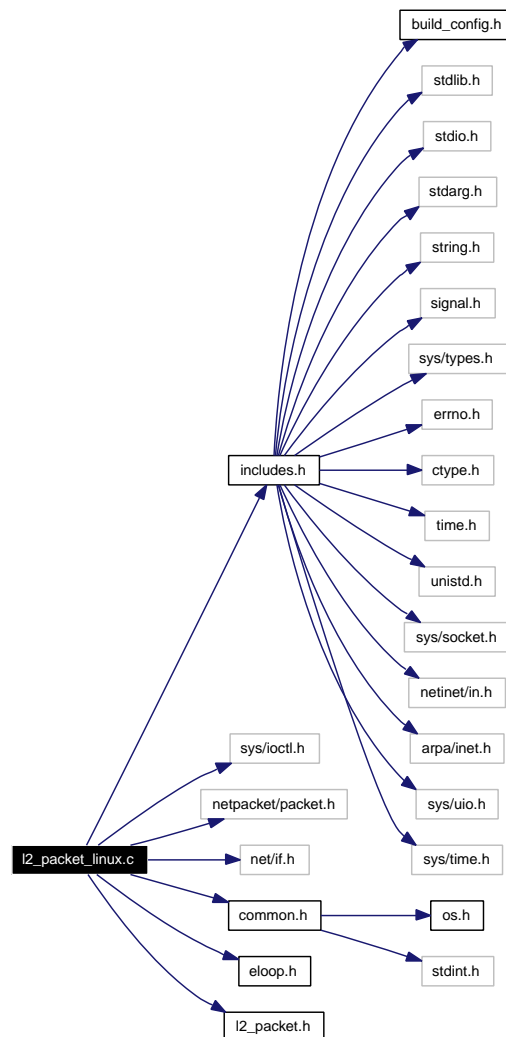 build_config.h
stdlib.h
stdio.h
stdarg.h
string.h
signal.h
sys/types.h
errno.h
includes.h
ctype.h
time.h
unistd.h
sys/socket.h
netinet/in.h
sys/ioctl.h
arpa/inet.h
netpacket/packet.h
sys/uio.h
l2_packet_linux.c
net/if.h
sys/time.h
common.h
os.h
eloop.h
stdint.h
l2_packet.h